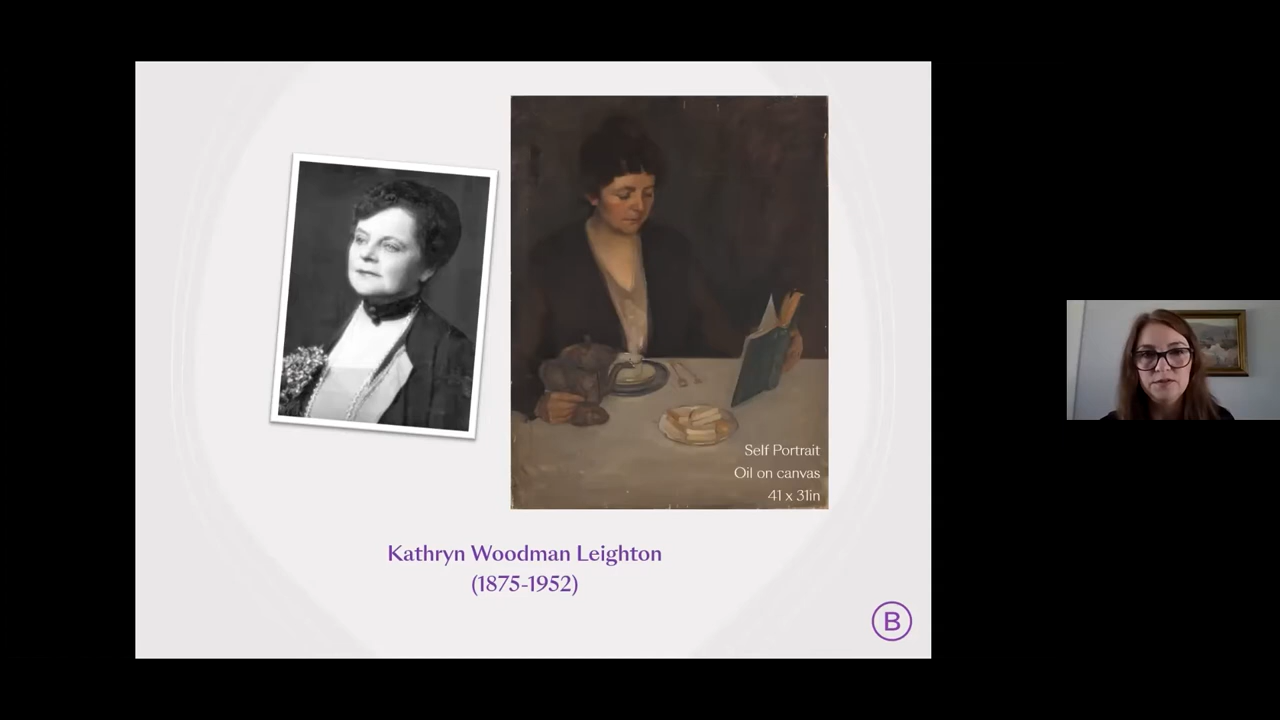 Self Portrait
Oil on canvas
41 x 31in
Kathryn Woodman Leighton
(1875-1952)
B